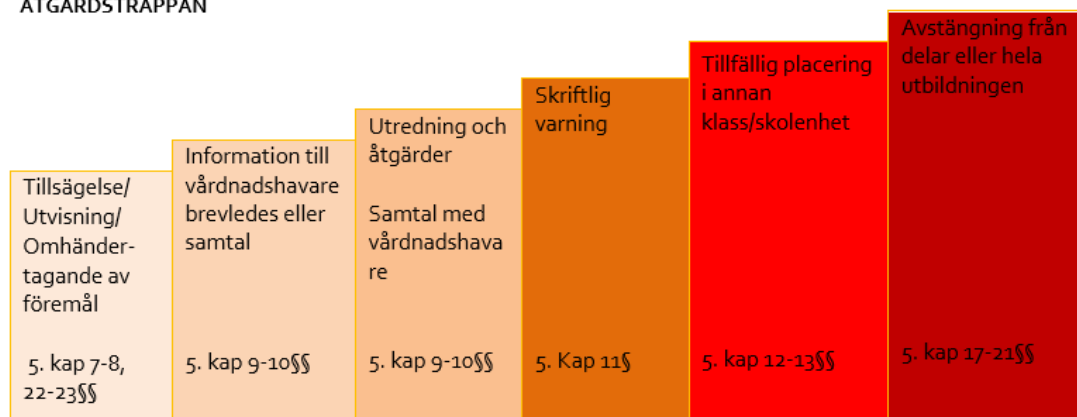 ÅTGÄRDSTRAPPAN
Tillsägelse/
Utvisning/
Omhänder-
tagande av
föremål
5. kap 7-8,
22-23§§
Information till
vårdnadshavare
brevledes eller
samtal
5. kap 9-10§§
Utredning och
åtgärder
Samtal med
vårdnadshava
re
5. kap 9-10§§
Skriftlig
varning
5. Kap 11§
Tillfällig placering
i annan
klass/skolenhet
5. kap 12-13§§
Avstängning från
delar eller hela
utbildningen
5. kap 17-21§§